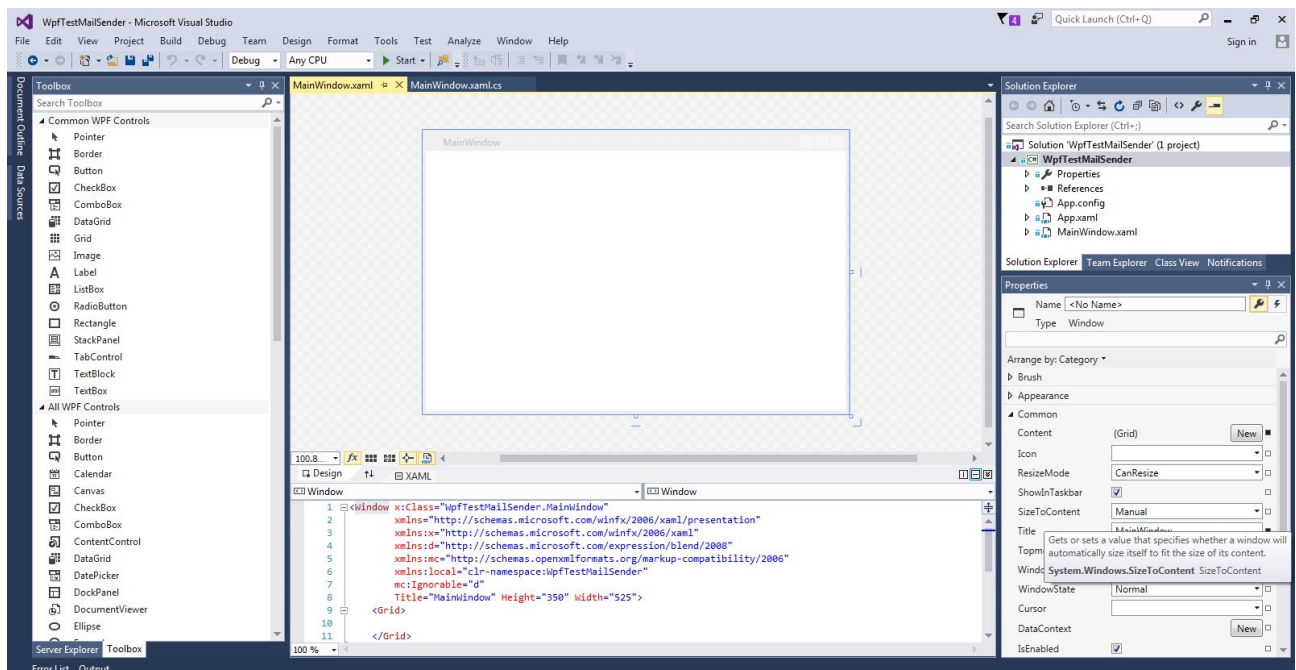 WpfTestMailSender - Microsoft Visual Studio
4
Quick Launch (Ctrl+Q)
File Edit View Project Build Debug Team Design Format Tools Test Analyze Window Help
Sign in
Debug Any CPU Start
Document Outline
Data Sources
Toolbox
Search Toolbox
Common WPF Controls
Pointer
Border
Button
CheckBox
ComboBox
DataGrid
Grid
Image
Label
ListBox
RadioButton
Rectangle
StackPanel
TabControl
TextBlock
TextBox
All WPF Controls
Pointer
Border
Button
Calendar
Canvas
CheckBox
ComboBox
ContentControl
DataGrid
DatePicker
DockPanel
DocumentViewer
Ellipse
Server Explorer Toolbox
Error List Output
MainWindow.xaml MainWindow.xaml.cs
MainWindow
100.8...
Design XAML
Window Window
1 <Window x:Class="WpfTestMailSender.MainWindow"
2 xmlns="http://schemas.microsoft.com/winfx/2006/xaml/presentation"
3 xmlns:x="http://schemas.microsoft.com/winfx/2006/xaml"
4 xmlns:d="http://schemas.microsoft.com/expression/blend/2008"
5 xmlns:mc="http://schemas.openxmlformats.org/markup-compatibility/2006"
6 xmlns:local="clr-namespace:WpfTestMailSender"
7 mc:Ignorable="d"
8 Title="MainWindow" Height="350" Width="525">
9 <Grid>
10
11 </Grid>
100 %
Solution Explorer
Search Solution Explorer (Ctrl+;)
Solution 'WpfTestMailSender' (1 project)
WpfTestMailSender
Properties
References
App.config
App.xaml
MainWindow.xaml
Solution Explorer Team Explorer Class View Notifications
Properties
Name <No Name>
Type Window
Arrange by: Category
Brush
Appearance
Common
Content (Grid) New
Icon
ResizeMode CanResize
ShowInTaskbar
SizeToContent Manual
Title MainWindow
Gets or sets a value that specifies whether a window will
automatically size itself to fit the size of its content.
System.Windows.SizeToContent SizeToContent
WindowState Normal
Cursor
DataContext New
IsEnabled